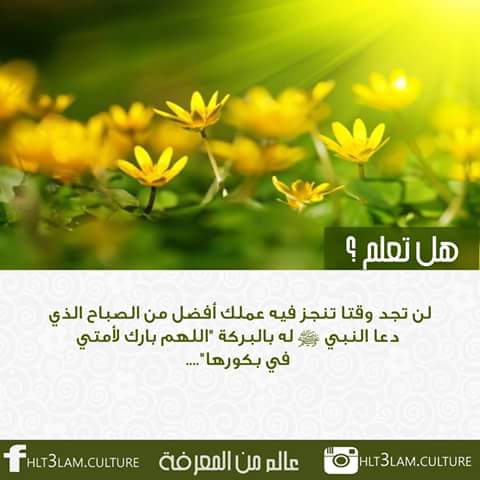 هل تعلم ؟
لن تجد وقتا تنجز فيه عملك أفضل من الصباح الذي
دعا النبي ﷺ له بالبركة "اللهم بارك لأمتي
في بكورها"....
HLT3LAM.CULTURE
عالم من المعرفة
HLT3LAM.CULTURE